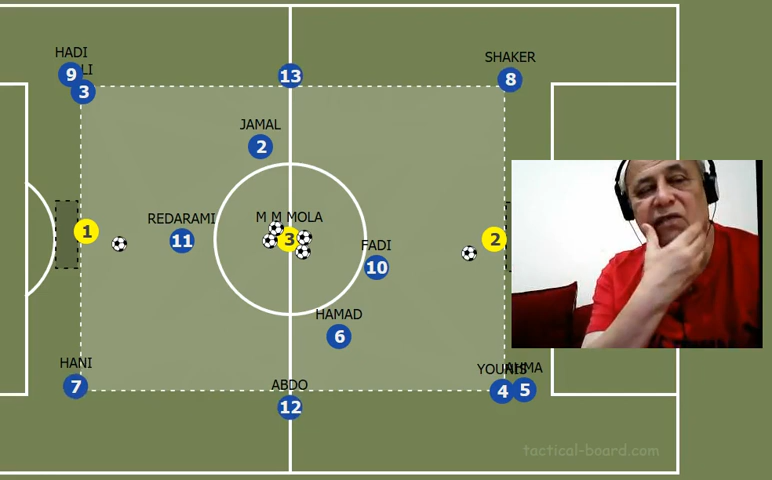 HADI
9
LI
3
13
SHAKER
8
JAMAL
2
1
REDARAMI
11
M M MOLA
3
FADI
10
2
HAMAD
6
HANI
7
ABDO
12
4
5
tactical-board.com